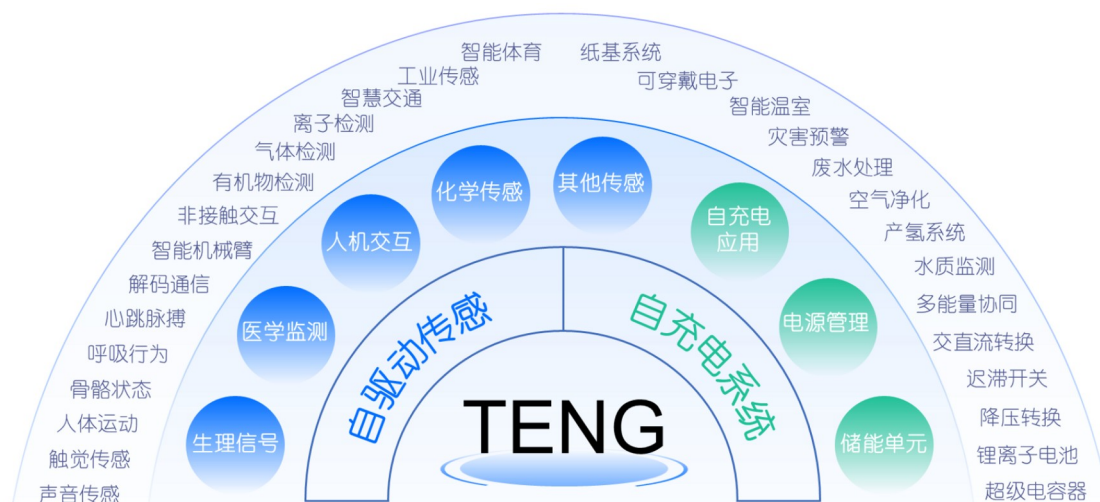 智能体育
工业传感
智慧交通
离子检测
气体检测
有机物检测
非接触交互
智能机械臂
解码通信
心跳脉搏
呼吸行为
骨骼状态
人体运动
触觉传感
声音传感
纸基系统
可穿戴电子
智能温室
灾害预警
废水处理
空气净化
产氢系统
水质监测
多能量协同
交直流转换
迟滞开关
降压转换
锂离子电池
超级电容器
生理信号
医学监测
人机交互
化学传感
其他传感
自充电
应用
电源管理
储能单元
自驱动传感
自充电系统
TENG